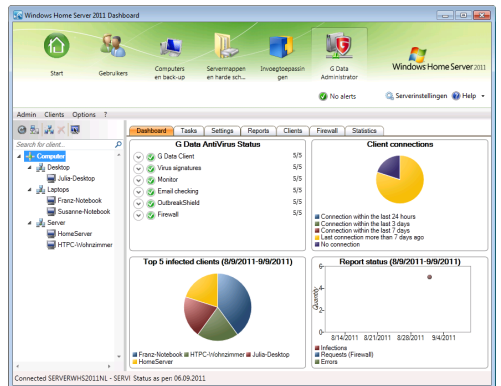 Windows Home Server 2011 Dashboard
Start
Gebruikers
Computers
en back-up
Servermappen
en harde sch...
Invoegtoepassin
gen
G Data
Administrator
Windows Home Server 2011
No alerts
Serverinstellingen
Help
Admin Clients Options ?
Dashboard Tasks Settings Reports Clients Firewall Statistics
Search for client...
Computer
Desktop
Julia-Desktop
Laptops
Franz-Notebook
Susanne-Notebook
Server
HomeServer
HTPC-Wohnzimmer
G Data AntiVirus Status
G Data Client 5/5
Virus signatures 5/5
Monitor 5/5
Email checking 5/5
OutbreakShield 5/5
Firewall 5/5
Client connections
Connection within the last 24 hours
Connection within the last 3 days
Connection within the last 7 days
Last connection more than 7 days ago
No connection
Top 5 infected clients (8/9/2011-9/9/2011)
Franz-Notebook HTPC-Wohnzimmer Julia-Desktop
HomeServer
Report status (8/9/2011-9/9/2011)
Quantity
6
4
2
0
8/14/2011 8/21/2011 8/28/2011 9/4/2011
Infections
Requests (Firewall)
Errors
Connected SERVERWHS2011NL - SERVI Status as per: 06.09.2011